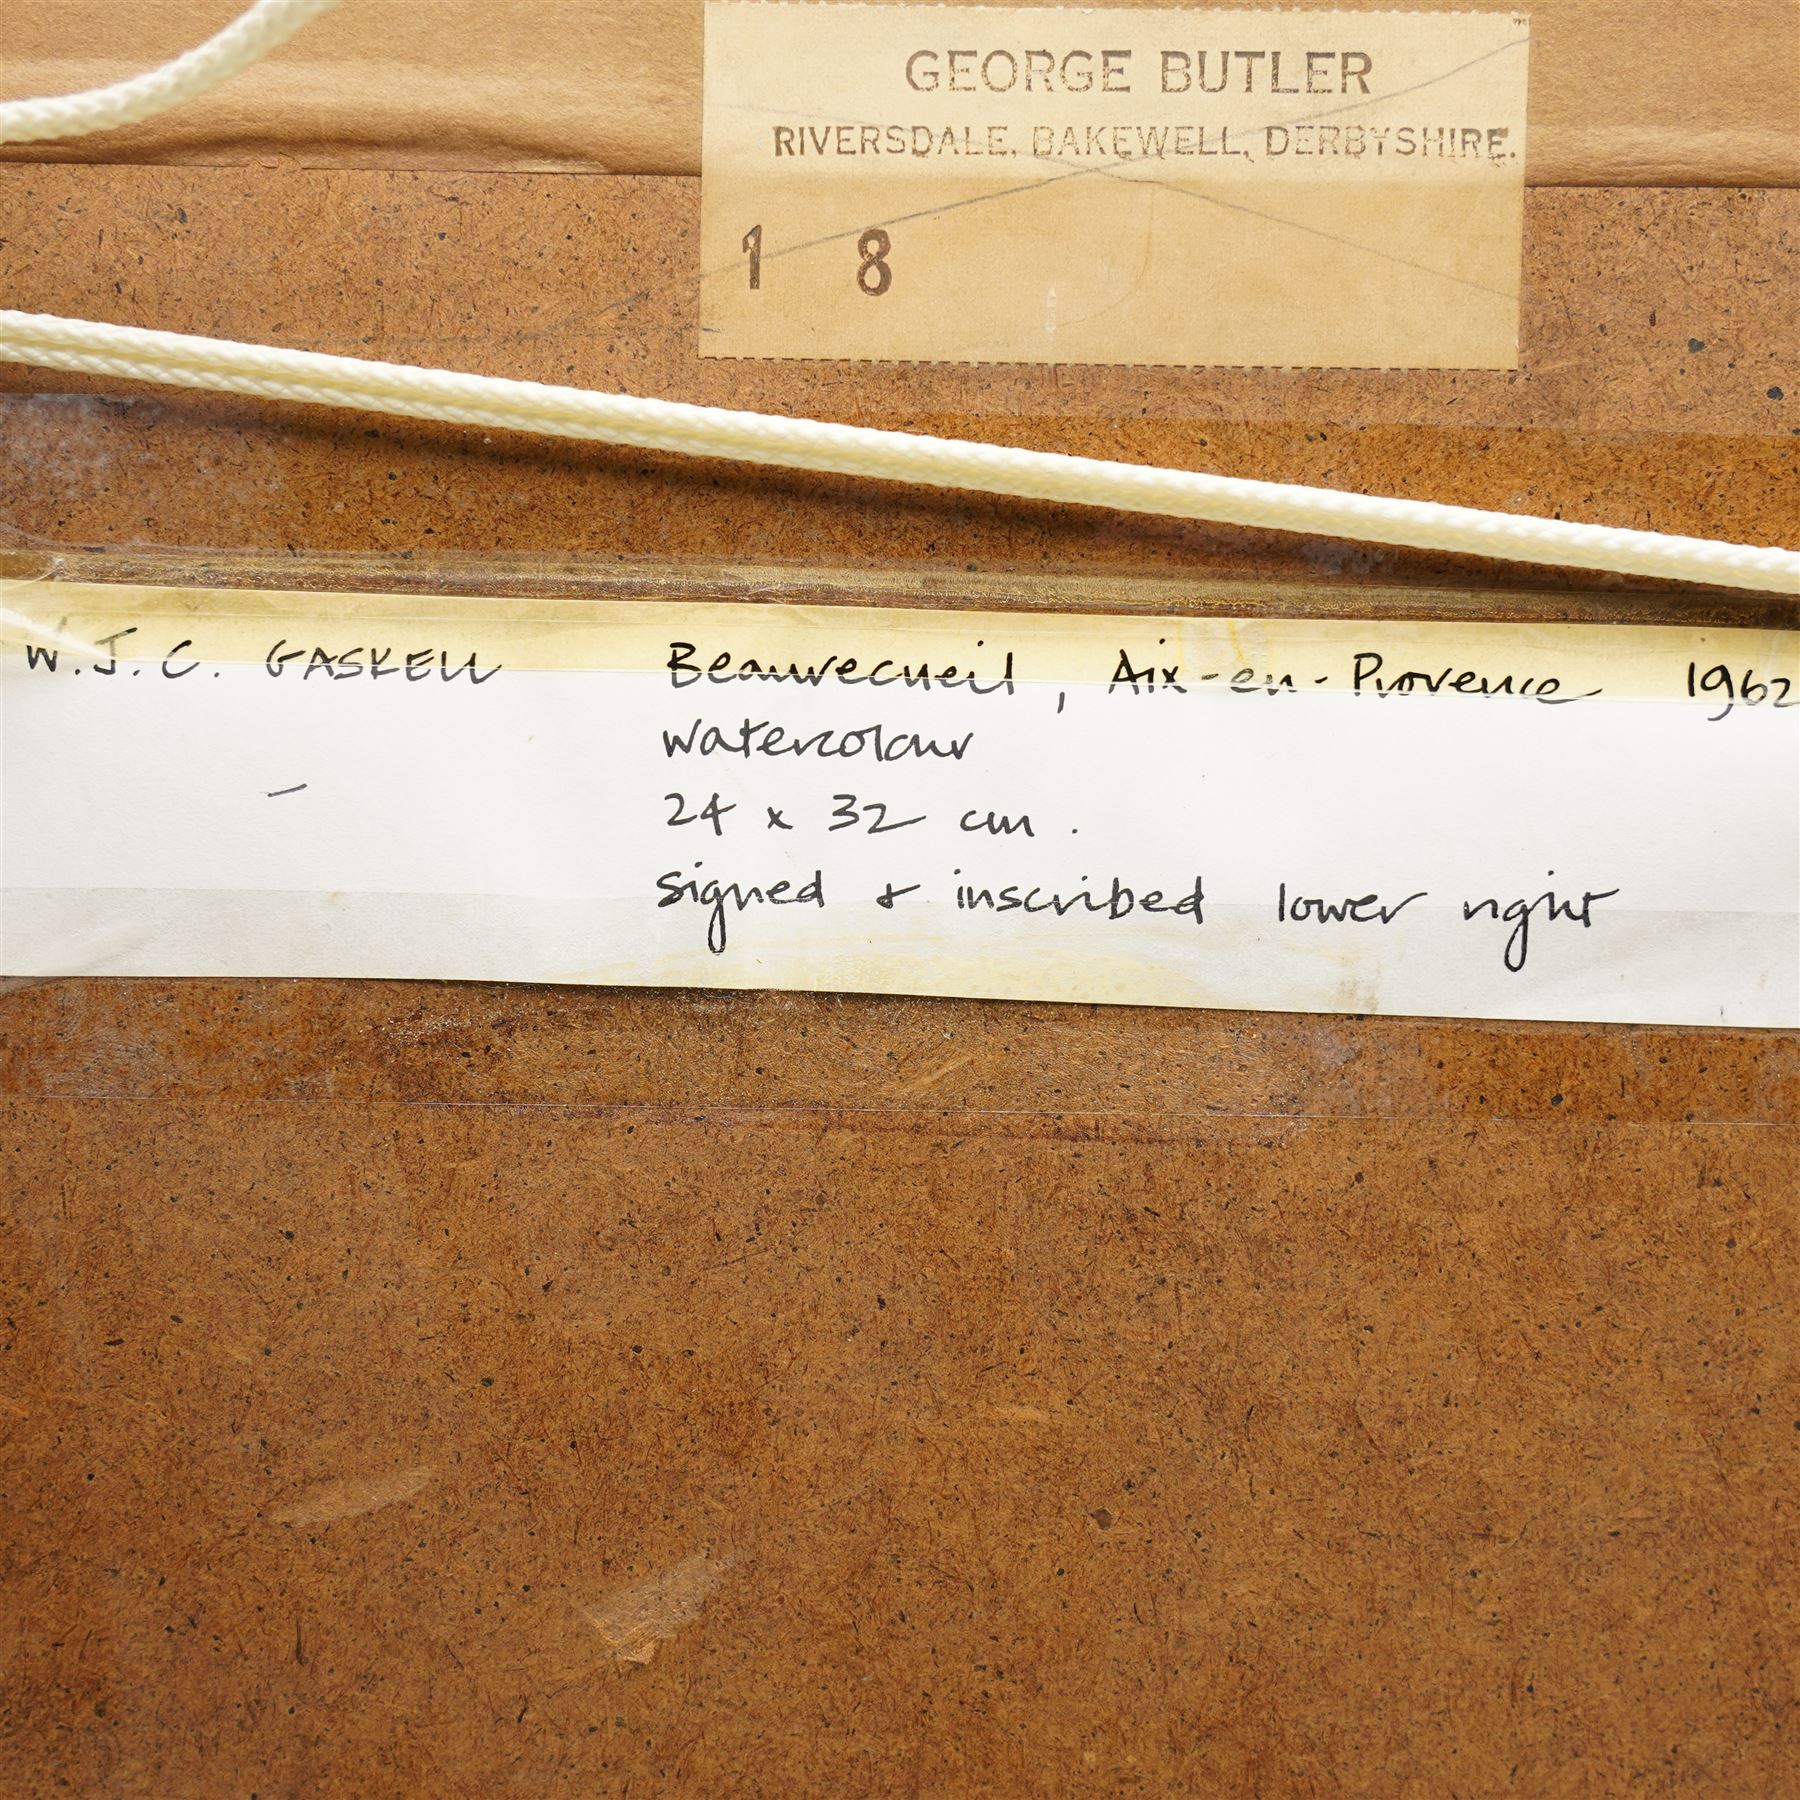 GEORGE BUTLER
RIVERSDALE, BAKEWELL, DERBYSHIRE.
1 8
W. J. C. GASKELL Beaurecueil, Aix-en-Provence 1962
watercolour
24 x 32 cm.
signed & inscribed lower right